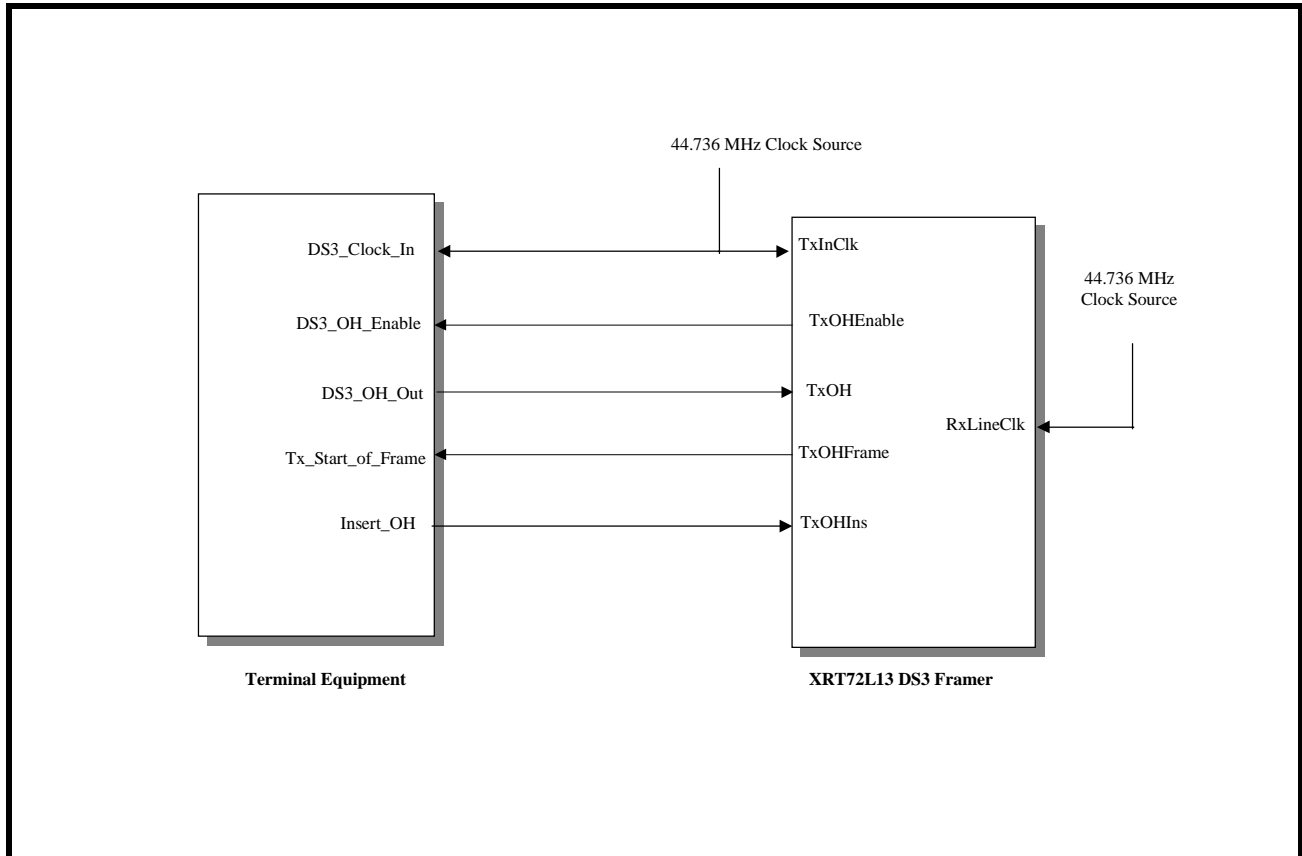 44.736 MHz Clock Source
DS3_Clock_In
TxInClk
44.736 MHz
Clock Source
DS3_OH_Enable
TxOHEnable
DS3_OH_Out
TxOH
RxLineClk
Tx_Start_of_Frame
TxOHFrame
Insert_OH
TxOHIns
Terminal Equipment
XRT72L13 DS3 Framer